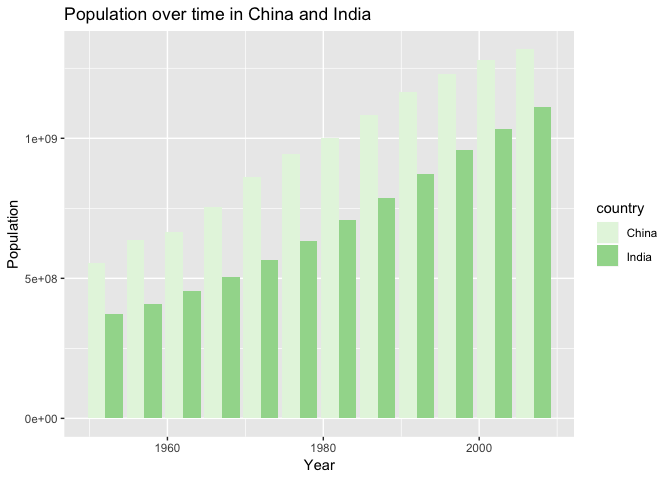 Population over time in China and India
Population
1e+09
5e+08
0e+00
1960
1980
2000
Year
country
China
India